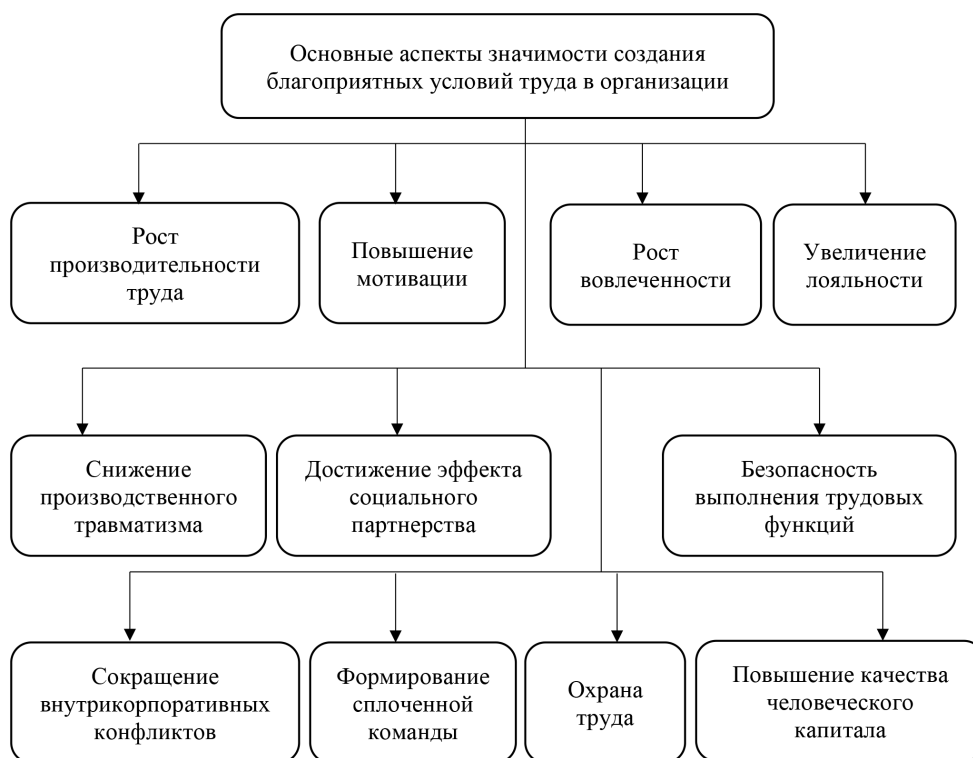 Основные аспекты значимости создания
благоприятных условий труда в организации
Рост
производительности
труда
Повышение
мотивации
Рост
вовлеченности
Увеличение
лояльности
Снижение
производственного
травматизма
Достижение эффекта
социального
партнерства
Безопасность
выполнения трудовых
функций
Сокращение
внутрикорпоративных
конфликтов
Формирование
сплоченной
команды
Охрана
труда
Повышение качества
человеческого
капитала